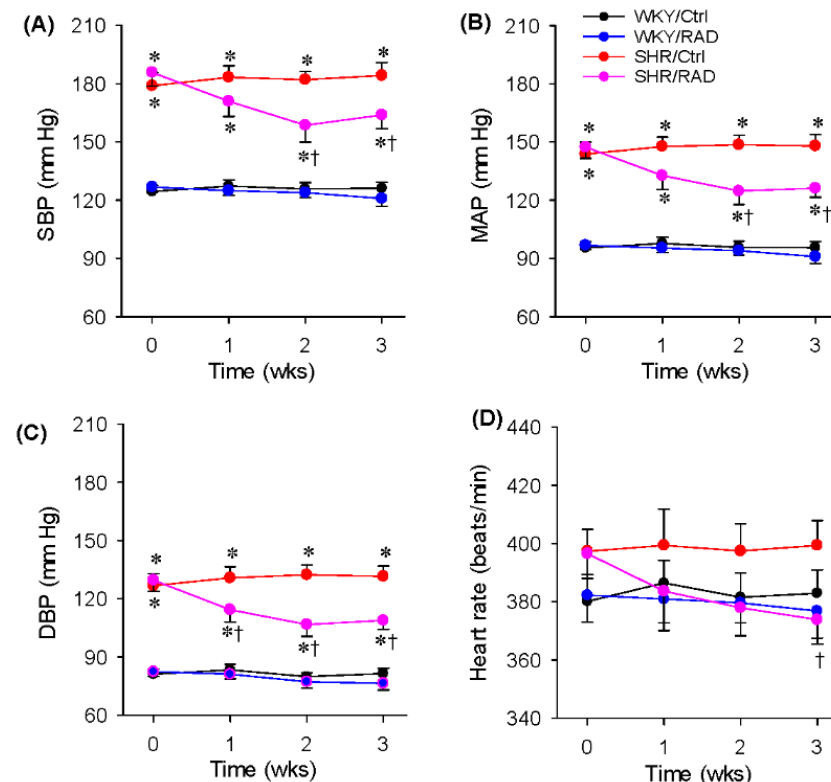 (A)
SBP (mm Hg)
210
180
150
120
90
60
* * * *
* * *† *†
0 1 2 3
Time (wks)
(B)
WKY/Ctrl
WKY/RAD
SHR/Ctrl
SHR/RAD
MAP (mm Hg)
210
180
150
120
90
60
* * * *
* * *† *†
0 1 2 3
Time (wks)
(C)
DBP (mm Hg)
210
180
150
120
90
60
* * * *
* *† *† *†
0 1 2 3
Time (wks)
(D)
Heart rate (beats/min)
440
420
400
380
360
340
†
0 1 2 3
Time (wks)